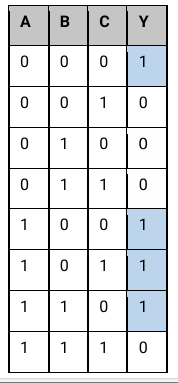 A B C Y
0 0 0 1
0 0 1 0
0 1 0 0
0 1 1 0
1 0 0 1
1 0 1 1
1 1 0 1
1 1 1 0